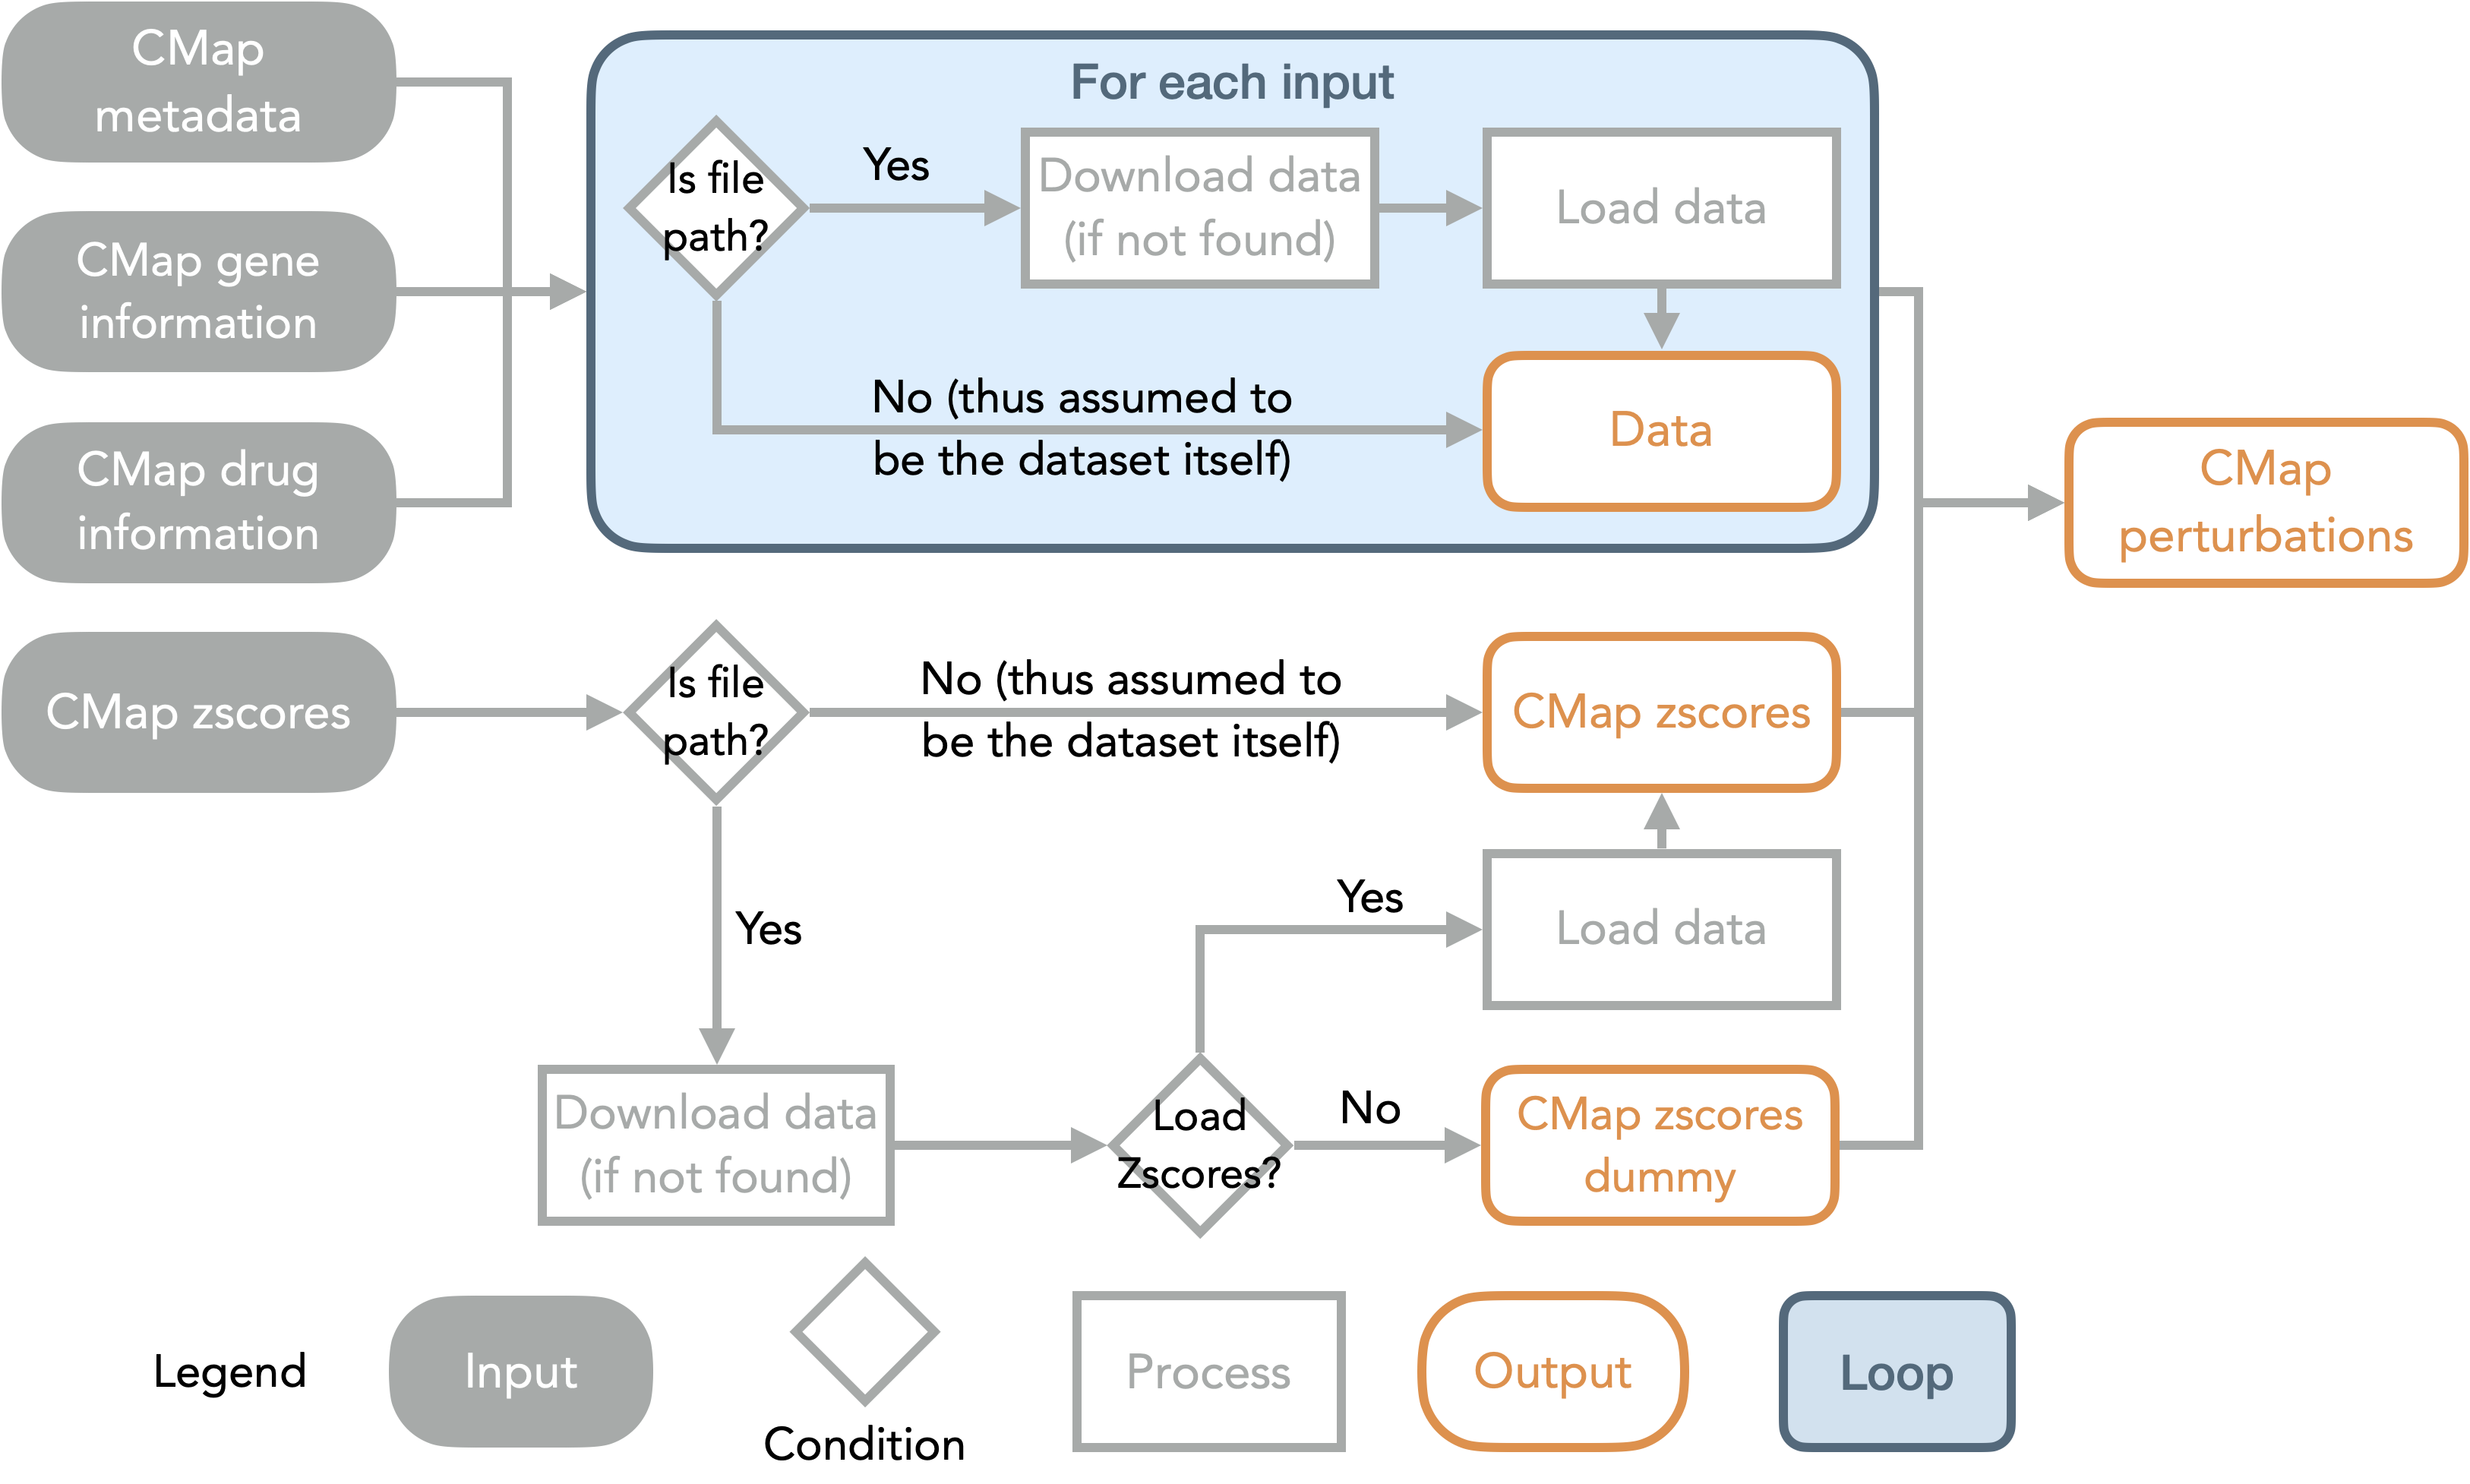 CMap
metadata
CMap gene
information
CMap drug
information
CMap zscores
For each input
Is file
path?
Yes
Download data
(if not found)
Load data
No (thus assumed to
be the dataset itself)
Data
CMap
perturbations
Is file
path?
No (thus assumed to
be the dataset itself)
CMap zscores
Yes
Yes
Load data
Download data
(if not found)
Load
Zscores?
No
CMap zscores
dummy
Legend
Input
Condition
Process
Output
Loop